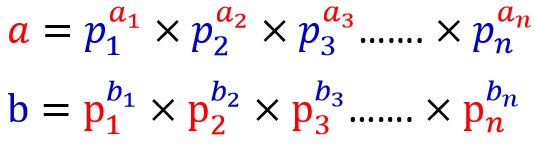 a = p₁^{a₁} × p₂^{a₂} × p₃^{a₃} ....... × pₙ^{aₙ}
b = p₁^{b₁} × p₂^{b₂} × p₃^{b₃} ....... × pₙ^{bₙ}